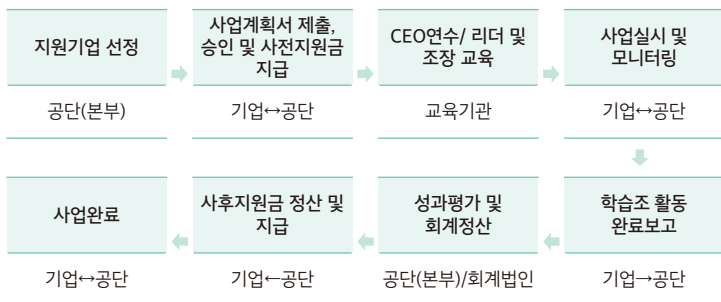 지원기업 선정
공단(본부)
사업계획서 제출,
승인 및 사전지원금
지급
기업↔공단
CEO연수/ 리더 및
조장 교육
교육기관
사업실시 및
모니터링
기업↔공단
학습조 활동
완료보고
기업→공단
성과평가 및
회계정산
공단(본부)/회계법인
사후지원금 정산 및
지급
기업←공단
사업완료
기업↔공단